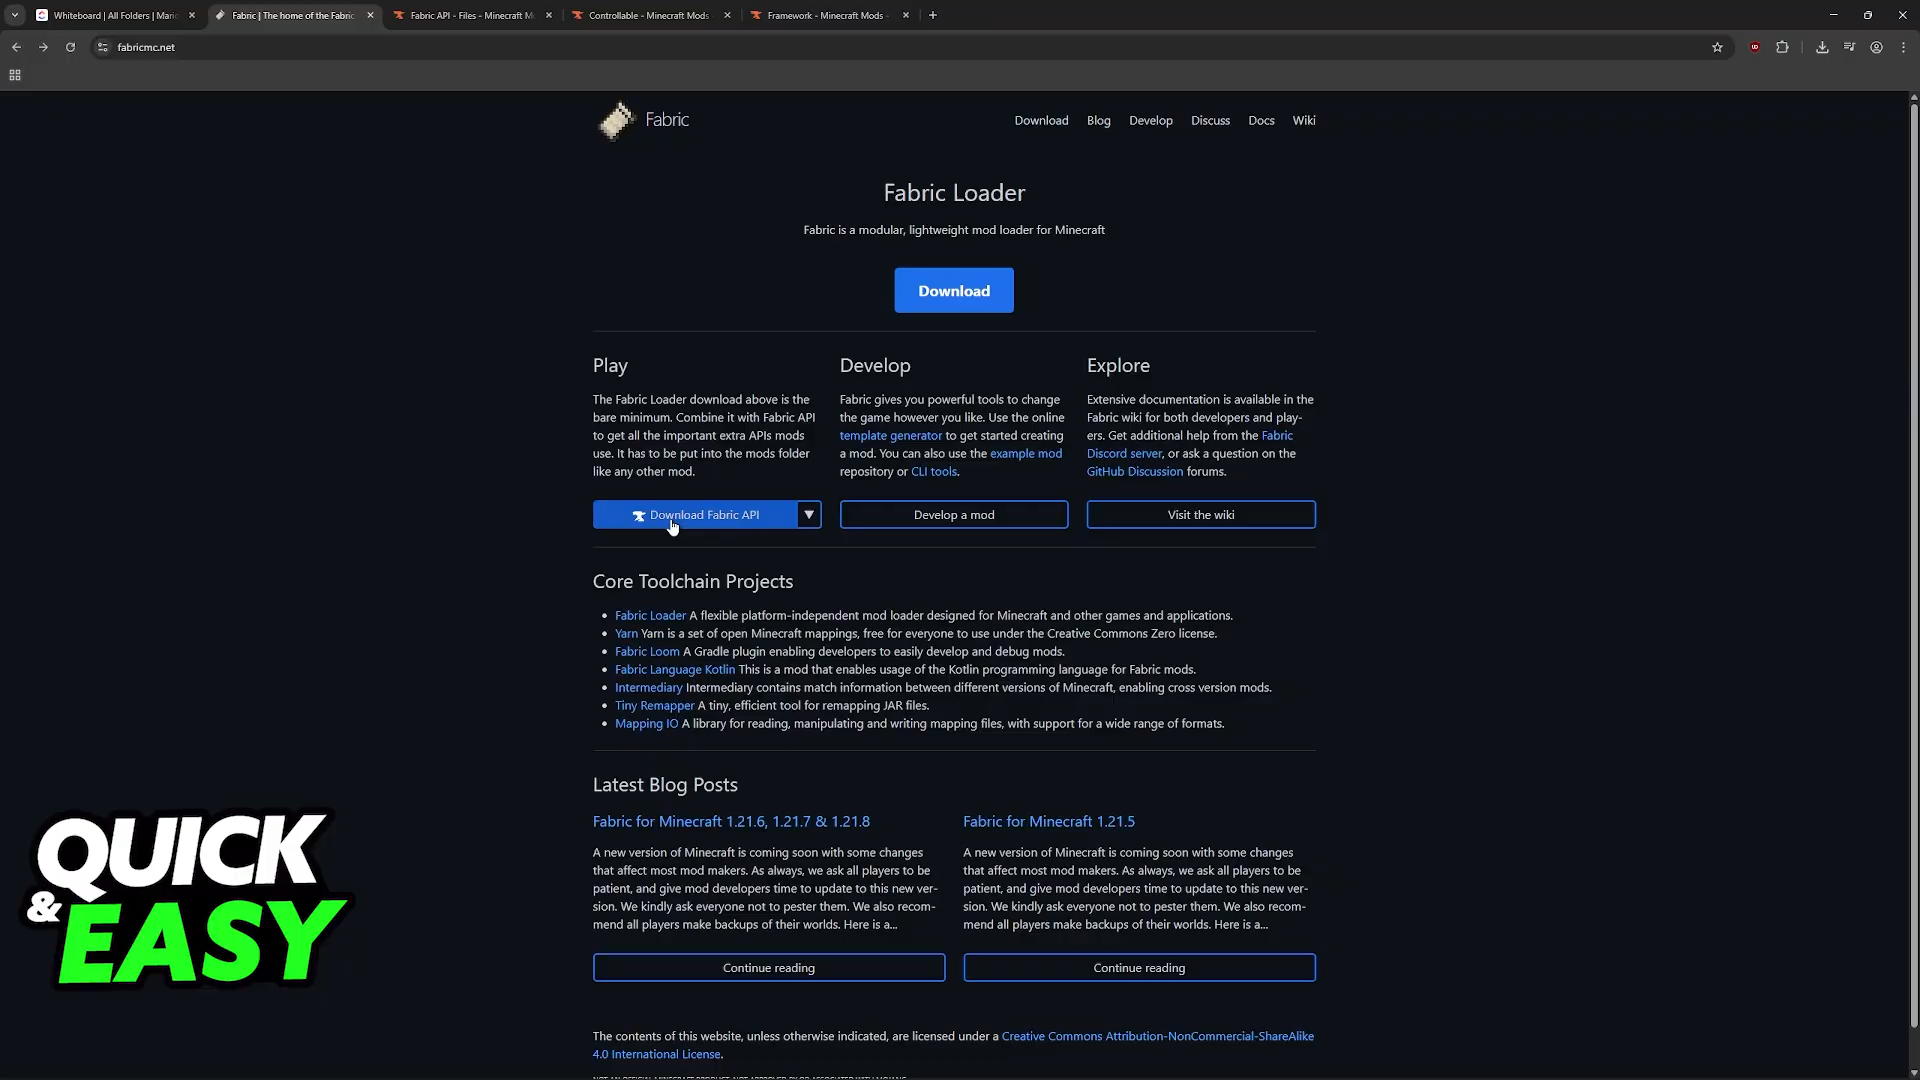 Whiteboard | All Folders | Mari
Fabric | The home of the Fabric
Fabric API - Files - Minecraft M
Controllable - Minecraft Mods
Framework - Minecraft Mods -
fabricmc.net
Fabric
Download Blog Develop Discuss Docs Wiki
Fabric Loader
Fabric is a modular, lightweight mod loader for Minecraft
Download
Play
The Fabric Loader download above is the
bare minimum. Combine it with Fabric API
to get all the important extra APIs mods
use. It has to be put into the mods folder
like any other mod.
Download Fabric API
Develop
Fabric gives you powerful tools to change
the game however you like. Use the online
template generator to get started creating
a mod. You can also use the example mod
repository or CLI tools.
Develop a mod
Explore
Extensive documentation is available in the
Fabric wiki for both developers and play-
ers. Get additional help from the Fabric
Discord server, or ask a question on the
GitHub Discussion forums.
Visit the wiki
Core Toolchain Projects
Fabric Loader A flexible platform-independent mod loader designed for Minecraft and other games and applications.
Yarn Yarn is a set of open Minecraft mappings, free for everyone to use under the Creative Commons Zero license.
Fabric Loom A Gradle plugin enabling developers to easily develop and debug mods.
Fabric Language Kotlin This is a mod that enables usage of the Kotlin programming language for Fabric mods.
Intermediary Intermediary contains match information between different versions of Minecraft, enabling cross version mods.
Tiny Remapper A tiny, efficient tool for remapping JAR files.
Mapping IO A library for reading, manipulating and writing mapping files, with support for a wide range of formats.
Latest Blog Posts
Fabric for Minecraft 1.21.6, 1.21.7 & 1.21.8
A new version of Minecraft is coming soon with some changes
that affect most mod makers. As always, we ask all players to be
patient, and give mod developers time to update to this new ver-
sion. We kindly ask everyone not to pester them. We also recom-
mend all players make backups of their worlds. Here is a...
Continue reading
Fabric for Minecraft 1.21.5
A new version of Minecraft is coming soon with some changes
that affect most mod makers. As always, we ask all players to be
patient, and give mod developers time to update to this new ver-
sion. We kindly ask everyone not to pester them. We also recom-
mend all players make backups of their worlds. Here is a...
Continue reading
The contents of this website, unless otherwise indicated, are licensed under a Creative Commons Attribution-NonCommercial-ShareAlike
4.0 International License.
QUICK
& EASY